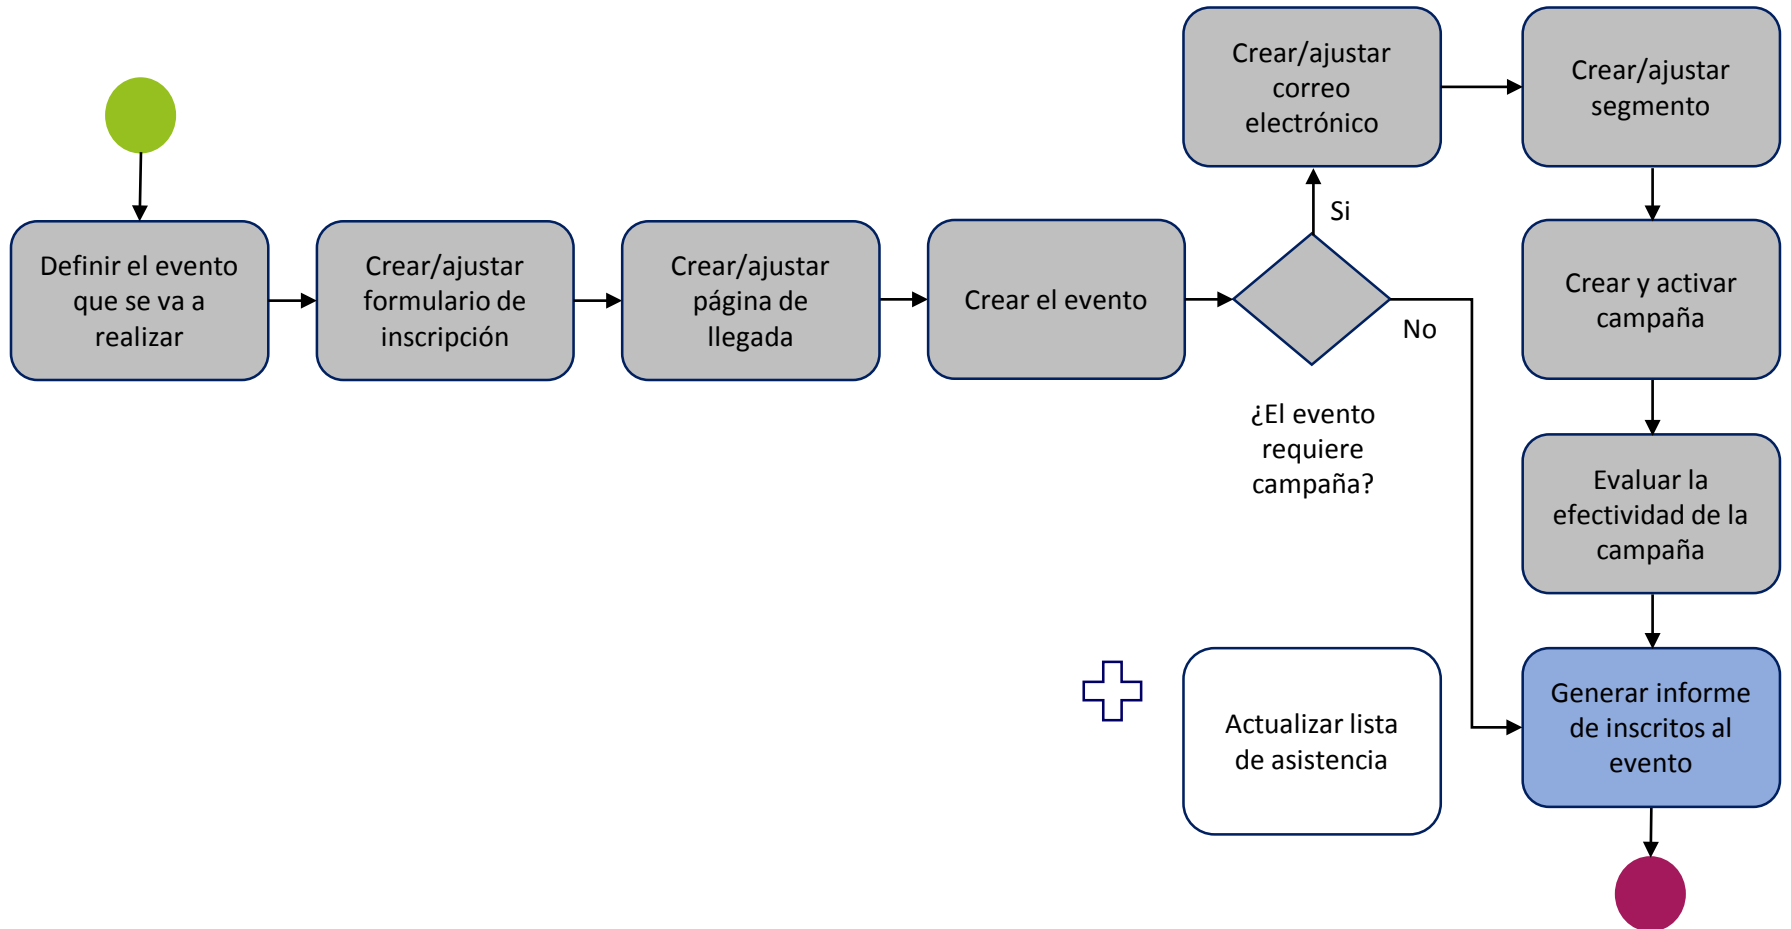 Definir el evento
que se va a
realizar
Crear/ajustar
formulario de
inscripción
Crear/ajustar
página de
llegada
Crear el evento
¿El evento
requiere
campaña?
Si
No
Crear/ajustar
correo
electrónico
Crear/ajustar
segmento
Crear y activar
campaña
Evaluar la
efectividad de la
campaña
Generar informe
de inscritos al
evento
Actualizar lista
de asistencia